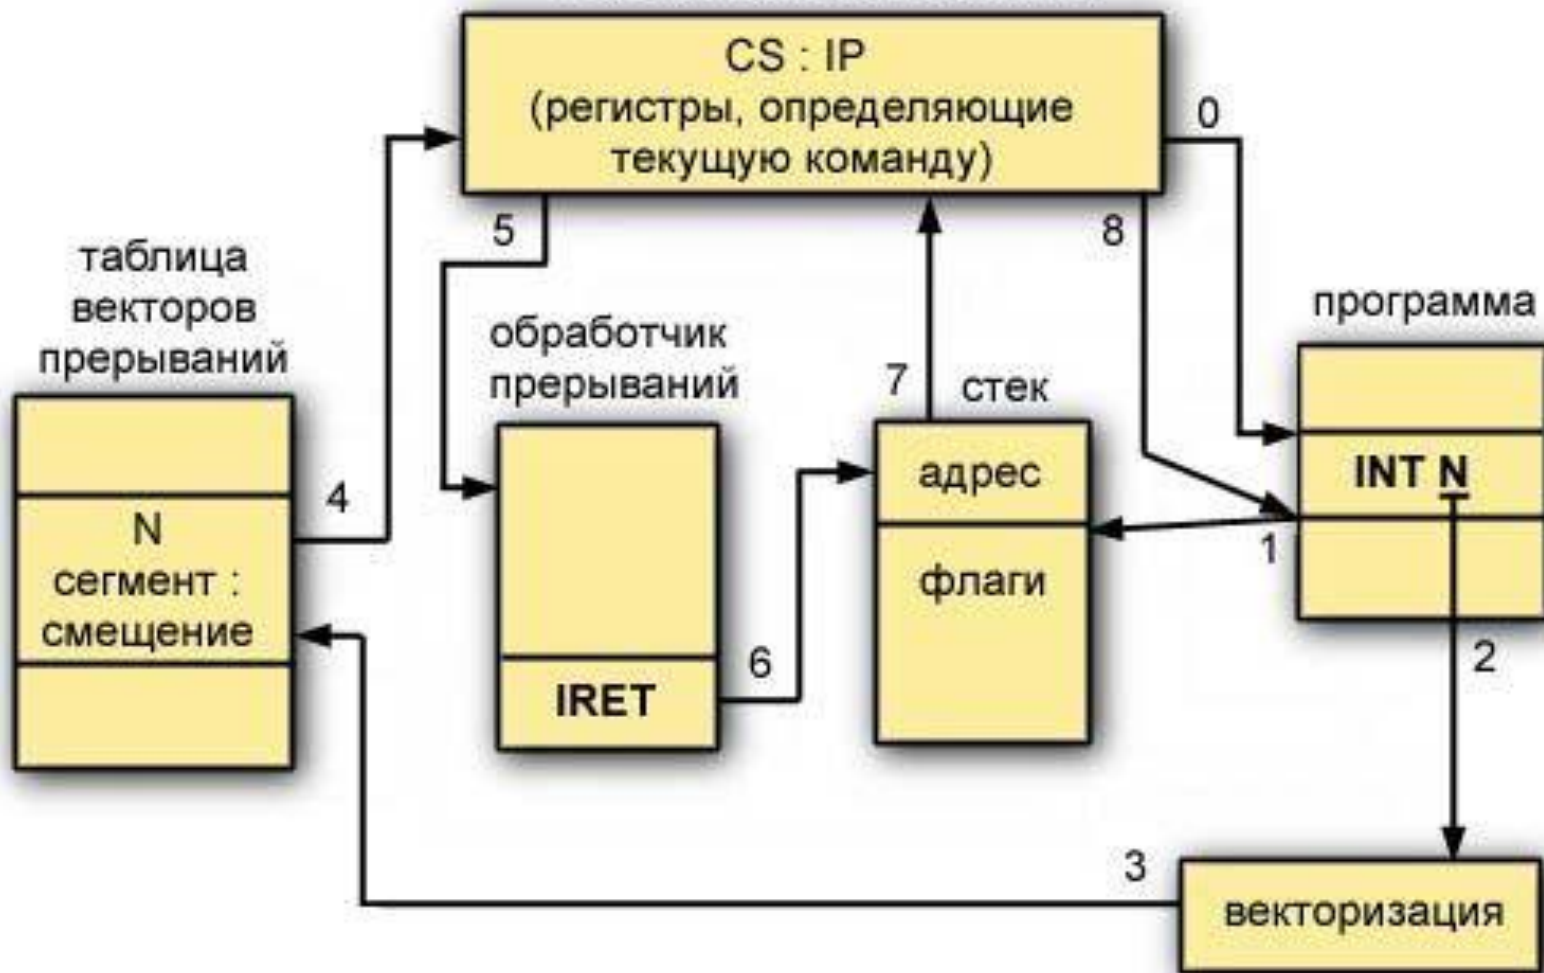 CS : IP
(регистры, определяющие
текущую команду)
0
5
8
таблица
векторов
прерываний
обработчик
прерываний
7
стек
программа
4
N
сегмент :
смещение
IRET
6
адрес
флаги
INT N
1
2
3
векторизация